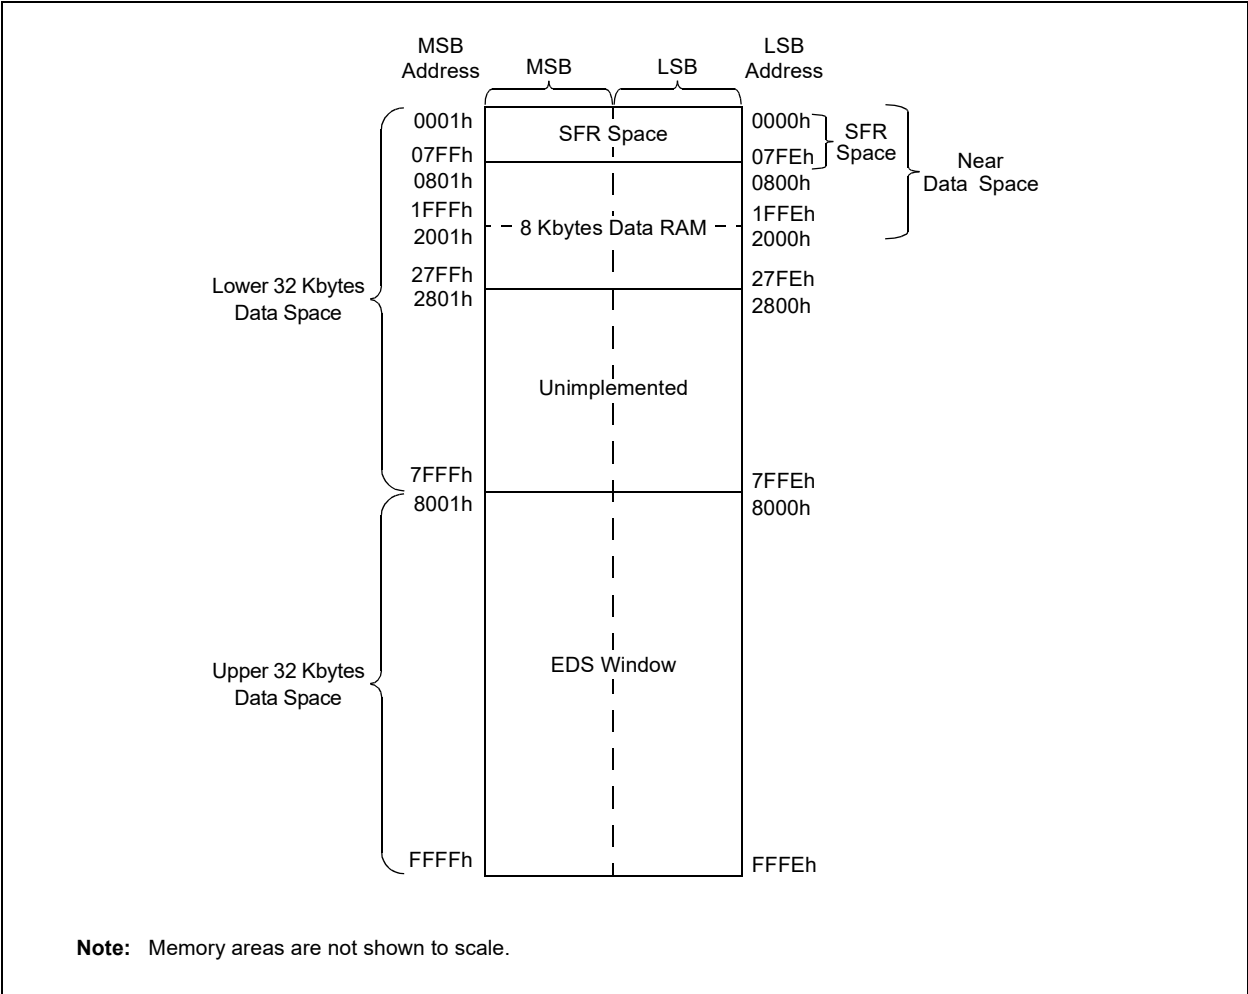 MSB
Address
MSB
LSB
LSB
Address
0001h
SFR Space
0000h
SFR
Space
07FFh
07FEh
Near
Data Space
0801h
0800h
1FFFh
1FFEh
8 Kbytes Data RAM
2001h
2000h
27FFh
27FEh
Lower 32 Kbytes
Data Space
2801h
2800h
Unimplemented
7FFFh
7FFEh
8001h
8000h
EDS Window
Upper 32 Kbytes
Data Space
FFFFh
FFFEh
Note: Memory areas are not shown to scale.